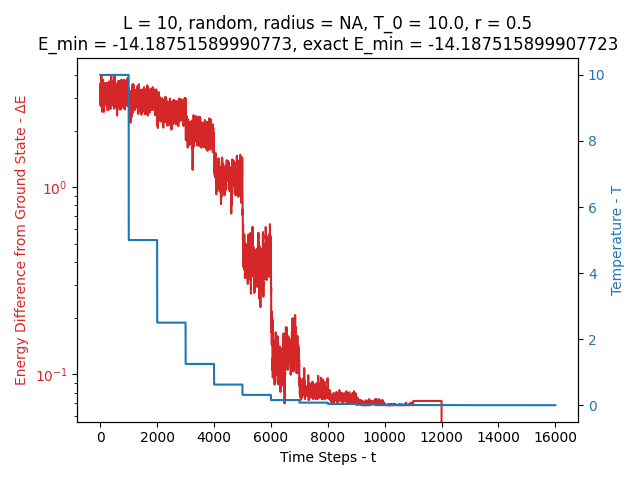 L = 10, random, radius = NA, T_0 = 10.0, r = 0.5
E_min = -14.18751589990773, exact E_min = -14.187515899907723
Energy Difference from Ground State - ΔE
10^0
10^-1
10
8
6
4
2
0
Temperature - T
0 2000 4000 6000 8000 10000 12000 14000 16000
Time Steps - t